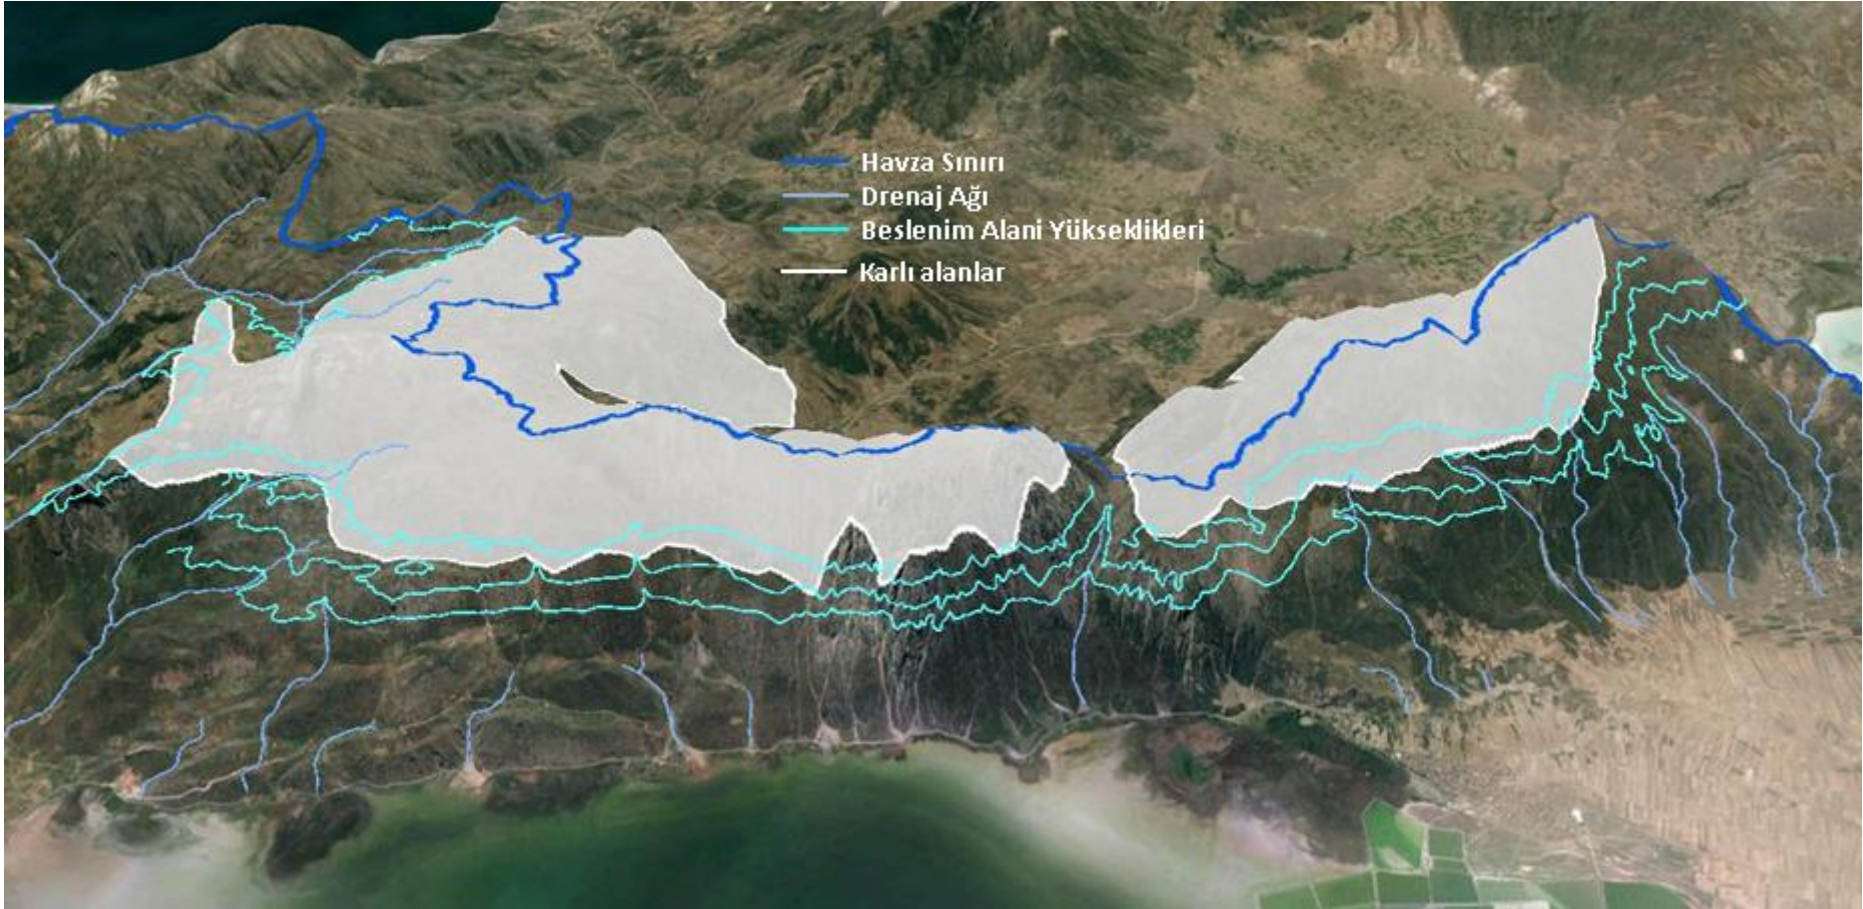 Havza Sınırı
Drenaj Ağı
Beslenim Alani Yükseklikleri
Karlı alanlar